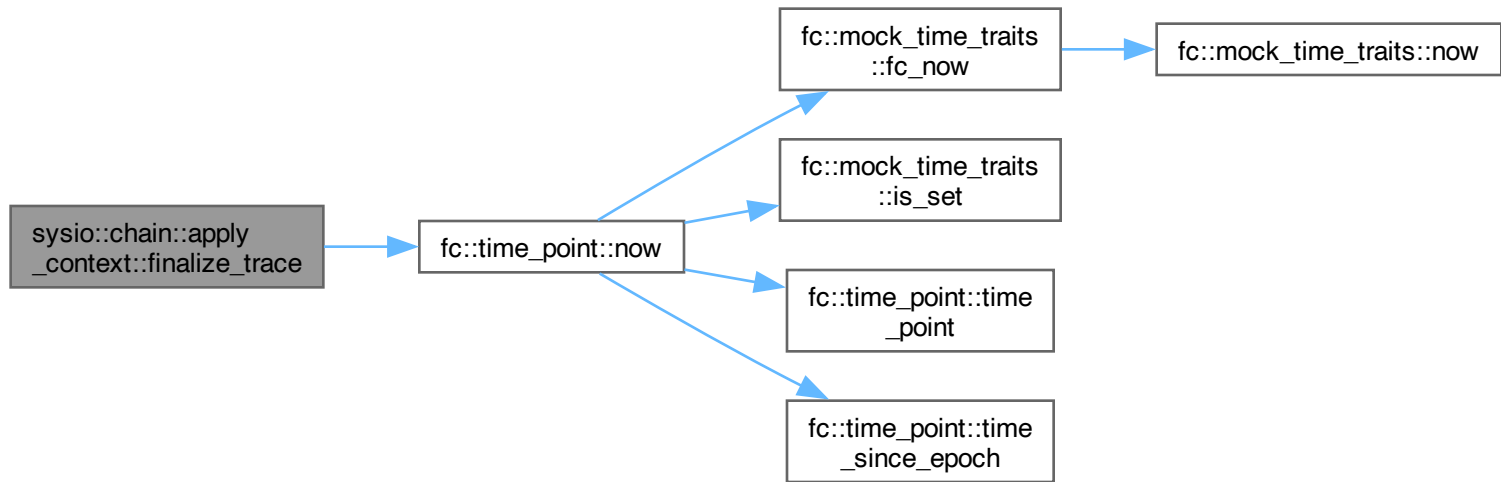 sysio::chain::apply
_context::finalize_trace
fc::time_point::now
fc::mock_time_traits
::fc_now
fc::mock_time_traits::now
fc::mock_time_traits
::is_set
fc::time_point::time
_point
fc::time_point::time
_since_epoch